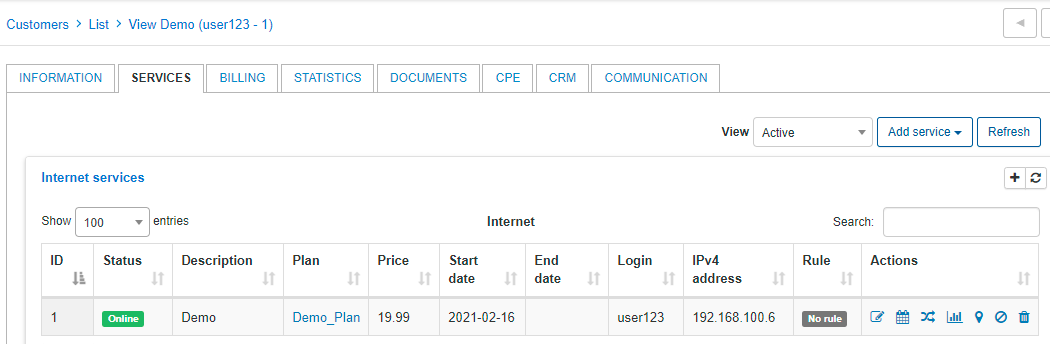 Customers > List > View Demo (user123 - 1)
INFORMATION SERVICES BILLING STATISTICS DOCUMENTS CPE CRM COMMUNICATION
View Active Add service Refresh
Internet services
Show 100 entries Internet Search:
ID Status Description Plan Price Start date End date Login IPv4 address Rule Actions
1 Online Demo Demo_Plan 19.99 2021-02-16 user123 192.168.100.6 No rule